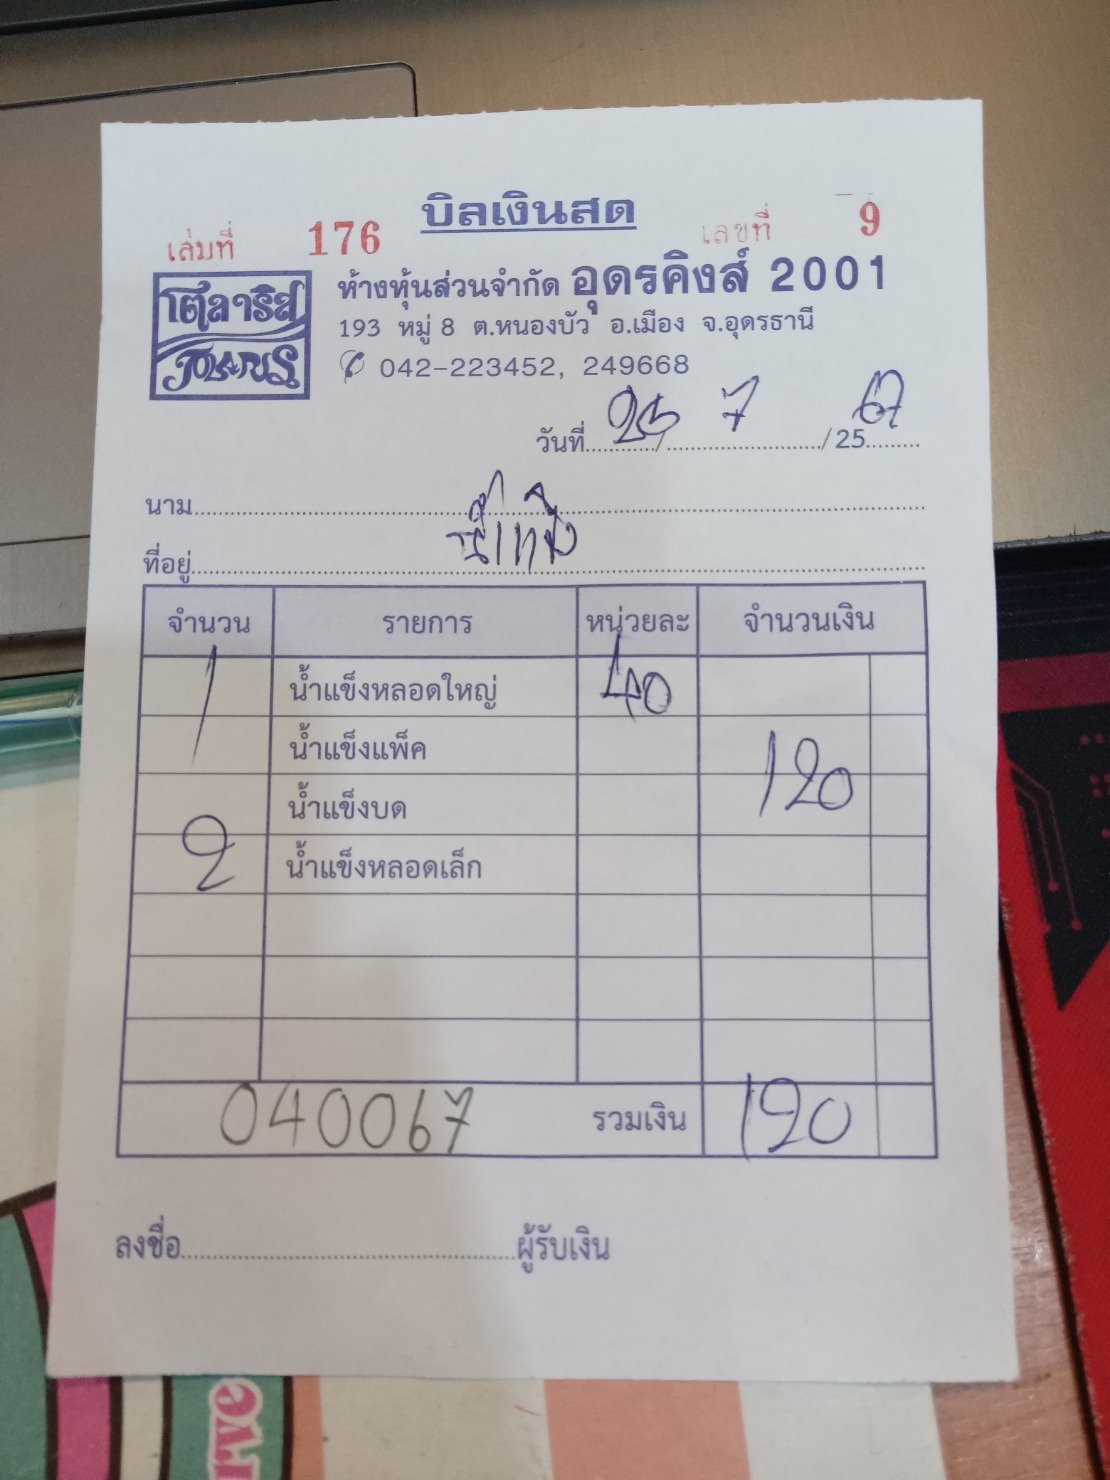 บิลเงินสด
เล่มที่ 176 เลขที่ 9
โตลาริส
ห้างหุ้นส่วนจำกัด อุดรคิงส์ 2001
193 หมู่ 8 ต.หนองบัว อ.เมือง จ.อุดรธานี
042-223452, 249668
วันที่ 25 / 7 / 25 67
นาม
ที่อยู่
จำนวน รายการ หน่วยละ จำนวนเงิน
1 น้ำแข็งหลอดใหญ่ 40
น้ำแข็งแพ็ค 120
น้ำแข็งบด
2 น้ำแข็งหลอดเล็ก
040067 รวมเงิน 120
ลงชื่อ ผู้รับเงิน